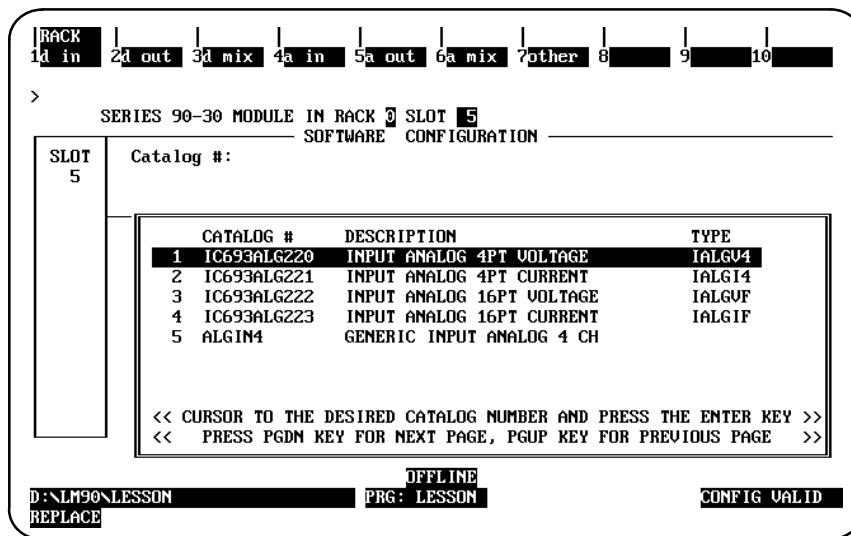 RACK
1d in 2d out 3d mix 4a in 5a out 6a mix 7other 8 9 10
>
SERIES 90-30 MODULE IN RACK 0 SLOT 5
SOFTWARE CONFIGURATION
SLOT Catalog #:
5
CATALOG # DESCRIPTION TYPE
1 IC693ALG220 INPUT ANALOG 4PT VOLTAGE IALGV4
2 IC693ALG221 INPUT ANALOG 4PT CURRENT IALGI4
3 IC693ALG222 INPUT ANALOG 16PT VOLTAGE IALGVF
4 IC693ALG223 INPUT ANALOG 16PT CURRENT IALGIF
5 ALGIN4 GENERIC INPUT ANALOG 4 CH
<< CURSOR TO THE DESIRED CATALOG NUMBER AND PRESS THE ENTER KEY >>
<< PRESS PGDN KEY FOR NEXT PAGE, PGUP KEY FOR PREVIOUS PAGE >>
OFFLINE
D:\LM90\LESSON PRG: LESSON CONFIG VALID
REPLACE